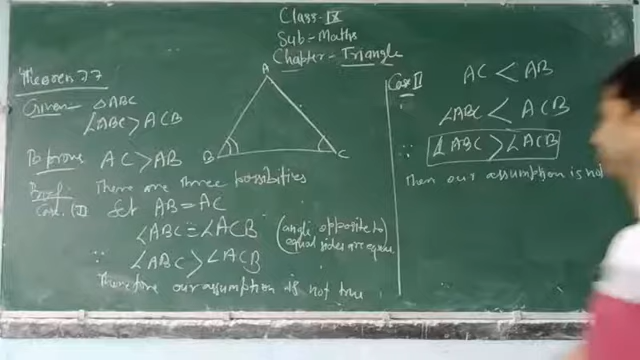 Class-IX
Sub=Maths
Chapter-Triangle
Theorem 7.7
Given- △ABC
∠ABC>ACB
To prove AC>AB
Proof- There are three possibities
Case.(I) Let AB=AC
∠ABC=∠ACB (angle opposite to equal sides are equal
∵ ∠ABC>∠ACB
Therefore our assumption is not true
A
B
C
Case II
AC<AB
∠ABC<ACB
∵ ∠ABC>∠ACB
Then our assumption is not